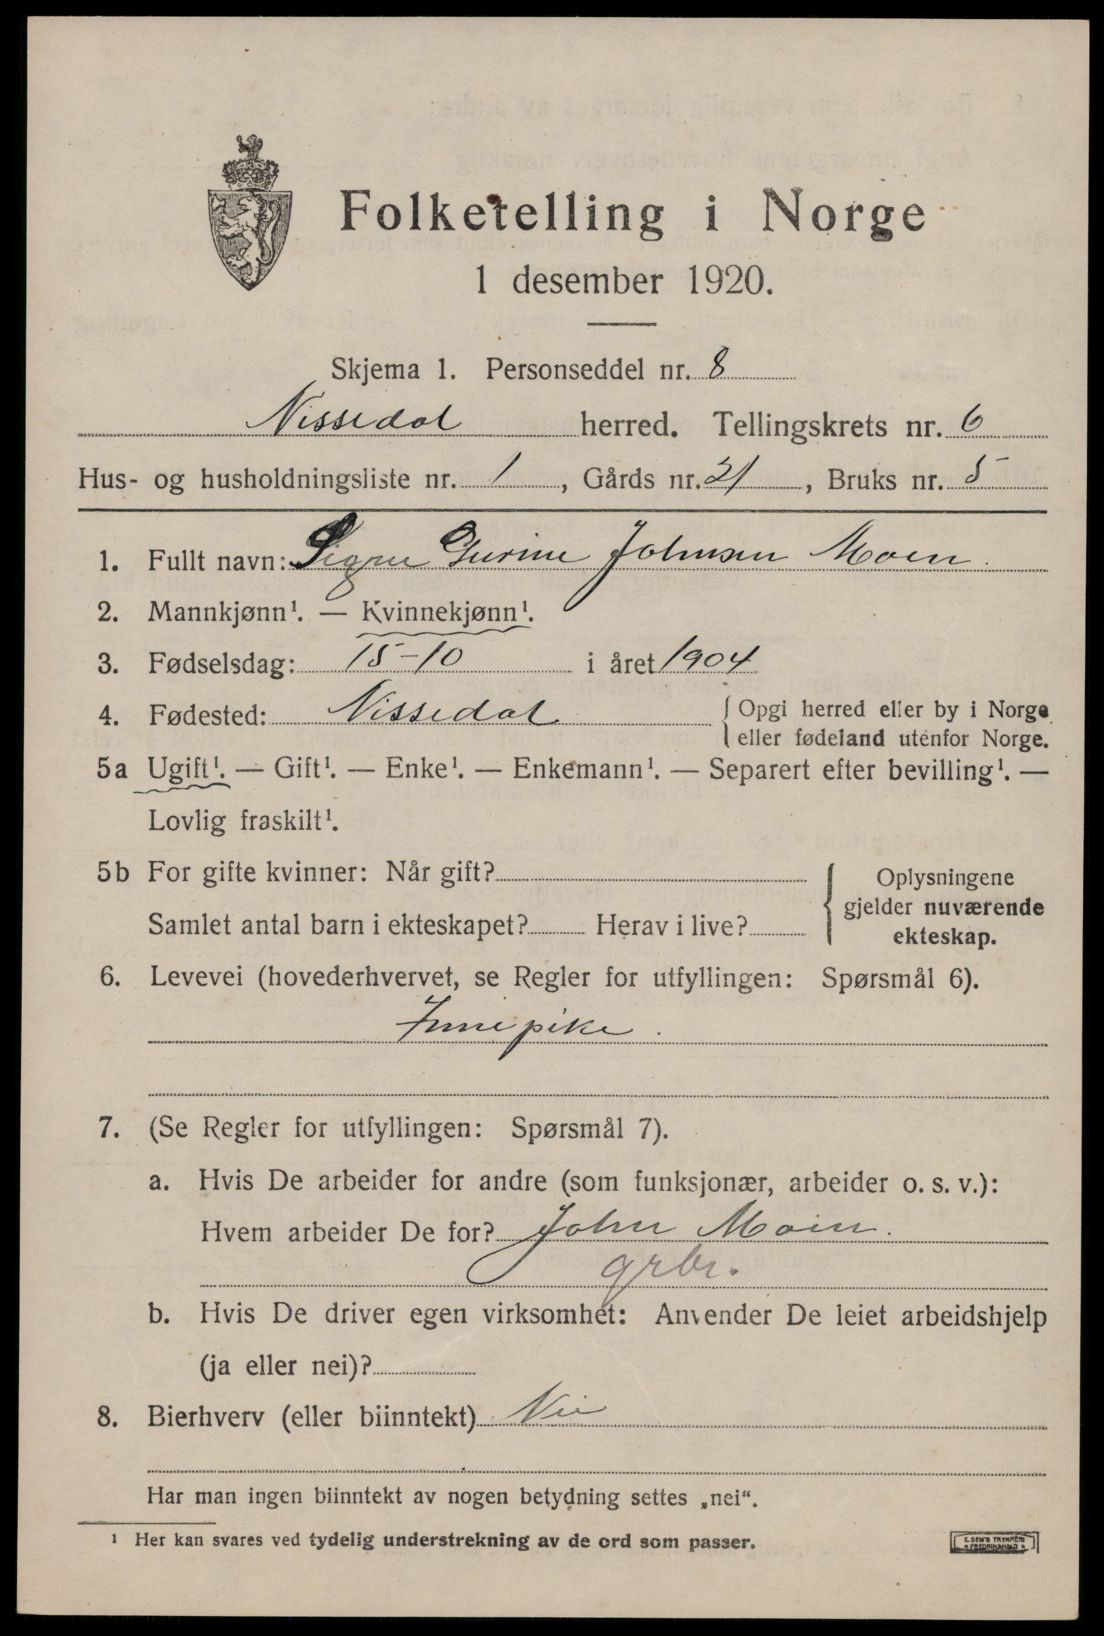 Folketelling i Norge
1 desember 1920.
Skjema 1. Personseddel nr. 8
Nissedal herred. Tellingskrets nr. 6
Hus- og husholdningsliste nr. 1, Gårds nr. 21, Bruks nr. 5
1. Fullt navn: Signe Gurine Johnsen Moen.
2. Mannkjønn¹. — Kvinnekjønn¹.
3. Fødselsdag: 15-10 i året 1904
4. Fødested: Nissedal {Opgi herred eller by i Norge
eller fødeland utenfor Norge.
5a Ugift¹. — Gift¹. — Enke¹. — Enkemann¹. — Separert efter bevilling¹. —
Lovlig fraskilt¹.
5b For gifte kvinner: Når gift?
Samlet antal barn i ekteskapet? Herav i live?
{Oplysningene
gjelder nuværende
ekteskap.
6. Levevei (hovederhvervet, se Regler for utfyllingen: Spørsmål 6).
Innepike.
7. (Se Regler for utfyllingen: Spørsmål 7).
a. Hvis De arbeider for andre (som funksjonær, arbeider o. s. v.):
Hvem arbeider De for? John Moen.
grbr.
b. Hvis De driver egen virksomhet: Anvender De leiet arbeidshjelp
(ja eller nei)?
8. Bierhverv (eller biinntekt) Nei
Har man ingen biinntekt av nogen betydning settes „nei“.
¹ Her kan svares ved tydelig understrekning av de ord som passer.